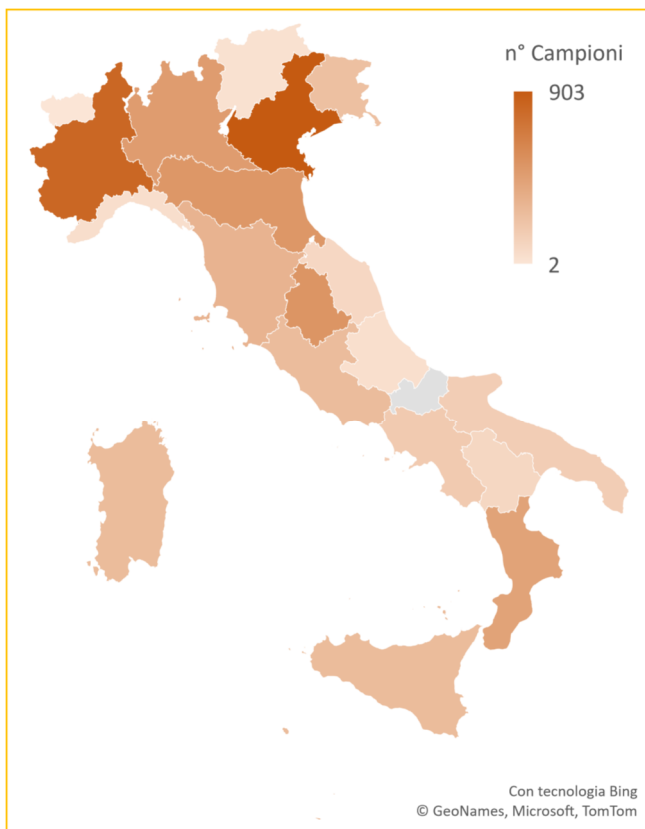 n° Campioni
903
2
Con tecnologia Bing
© GeoNames, Microsoft, TomTom